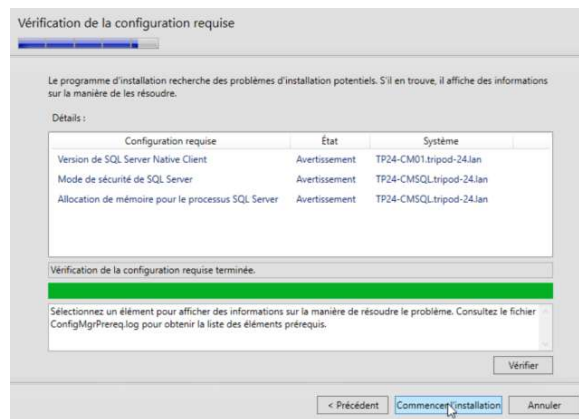 Vérification de la configuration requise
Le programme d'installation recherche des problèmes d'installation potentiels. S'il en trouve, il affiche des informations
sur la manière de les résoudre.
Détails :
Configuration requise État Système
Version de SQL Server Native Client Avertissement TP24-CM01.tripod-24.lan
Mode de sécurité de SQL Server Avertissement TP24-CMSQL.tripod-24.lan
Allocation de mémoire pour le processus SQL Server Avertissement TP24-CMSQL.tripod-24.lan
Vérification de la configuration requise terminée.
Sélectionnez un élément pour afficher des informations sur la manière de résoudre le problème. Consultez le fichier
ConfigMgrPrereq.log pour obtenir la liste des éléments prérequis.
Vérifier
< Précédent Commencer l'installation Annuler